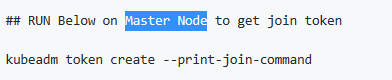 ## RUN Below on Master Node to get join token
kubeadm token create --print-join-command